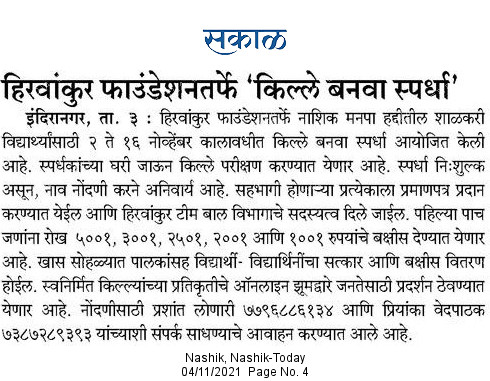 सकाळ
हिरवांकुर फाउंडेशनतर्फे ‘किल्ले बनवा स्पर्धा’
इंदिरानगर, ता. ३ : हिरवांकुर फाउंडेशनतर्फे नाशिक मनपा हद्दीतील शाळकरी
विद्यार्थ्यांसाठी २ ते १६ नोव्हेंबर कालावधीत किल्ले बनवा स्पर्धा आयोजित केली
आहे. स्पर्धकांच्या घरी जाऊन किल्ले परीक्षण करण्यात येणार आहे. स्पर्धा निःशुल्क
असून, नाव नोंदणी करने अनिवार्य आहे. सहभागी होणाऱ्या प्रत्येकाला प्रमाणपत्र प्रदान
करण्यात येईल आणि हिरवांकुर टीम बाल विभागाचे सदस्यत्व दिले जाईल. पहिल्या पाच
जणांना रोख ५००१, ३००१, २५०१, २००१ आणि १००१ रुपयांचे बक्षीस देण्यात येणार
आहे. खास सोहळ्यात पालकांसह विद्यार्थी- विद्यार्थिनींचा सत्कार आणि बक्षीस वितरण
होईल. स्वनिर्मित किल्ल्यांच्या प्रतिकृतीचे ऑनलाइन झूमद्वारे जनतेसाठी प्रदर्शन ठेवण्यात
येणार आहे. नोंदणीसाठी प्रशांत लोणारी ७७९६८८६१३४ आणि प्रियांका वेदपाठक
७३८७२८९३९३ यांच्याशी संपर्क साधण्याचे आवाहन करण्यात आले आहे.
Nashik, Nashik-Today
04/11/2021 Page No. 4